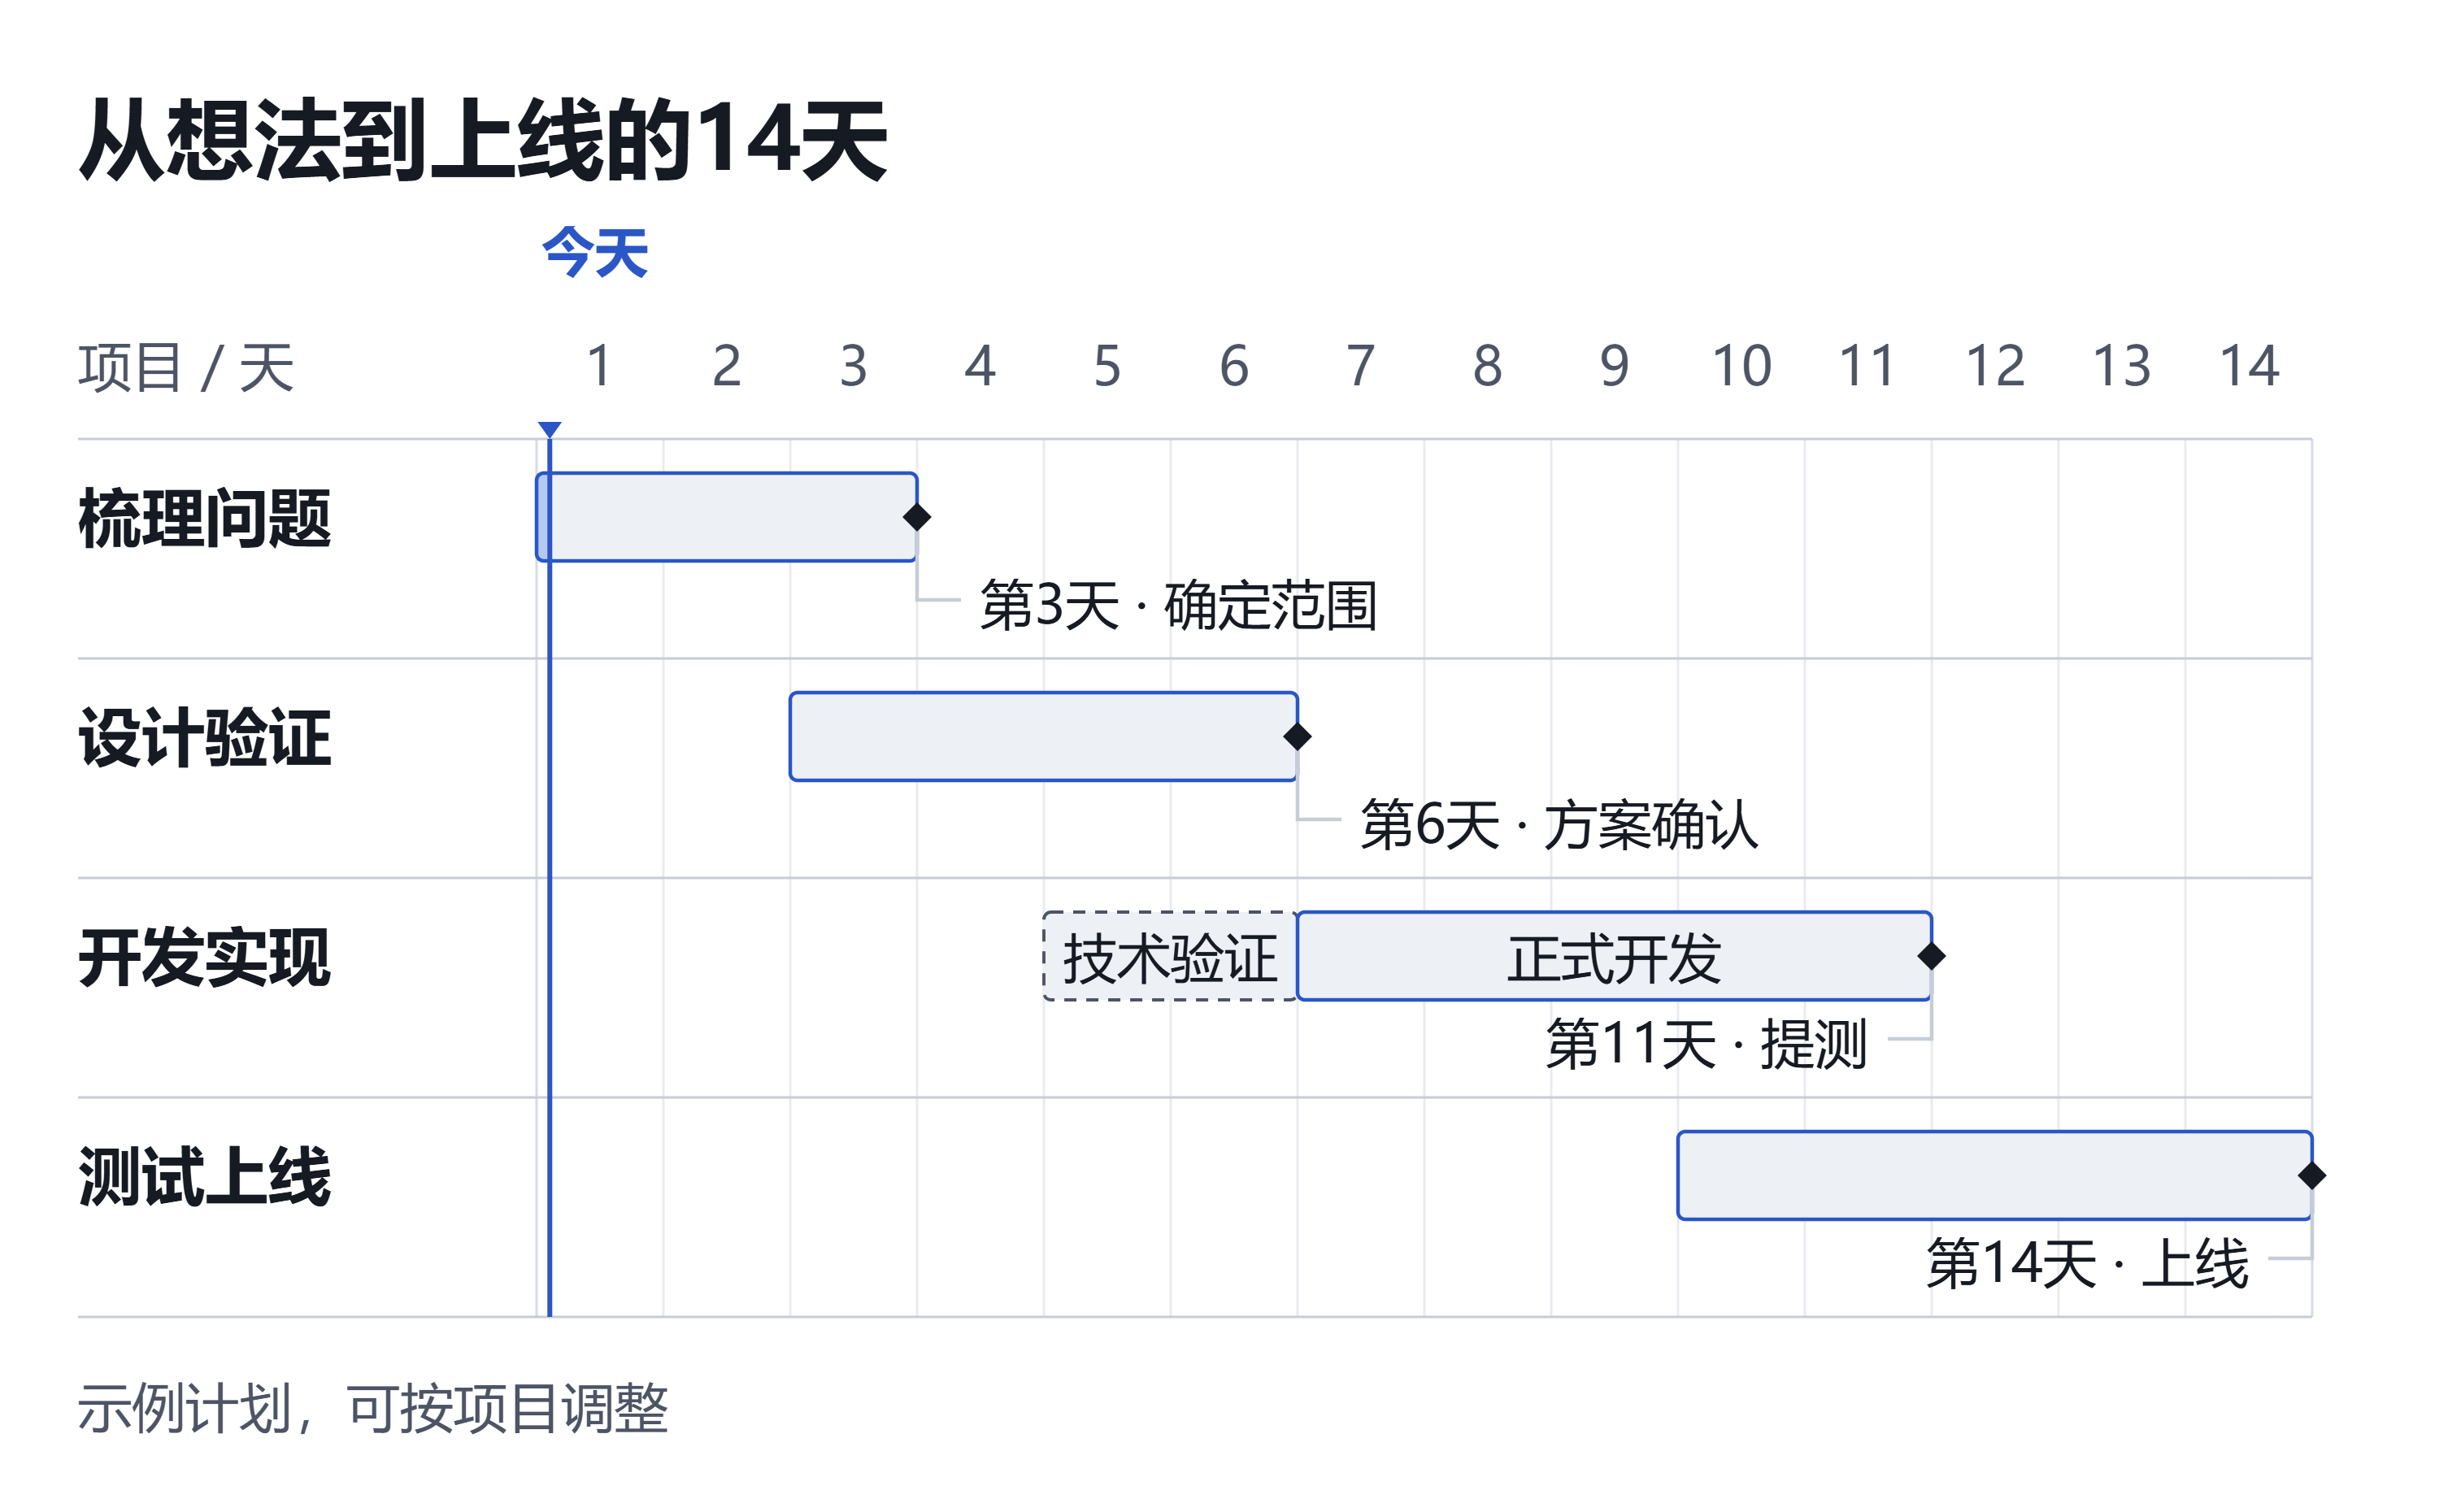 从想法到上线的14天
今天
项目 / 天 1 2 3 4 5 6 7 8 9 10 11 12 13 14
梳理问题
第3天 · 确定范围
设计验证
第6天 · 方案确认
开发实现 技术验证 正式开发
第11天 · 提测
测试上线
第14天 · 上线
示例计划，可按项目调整